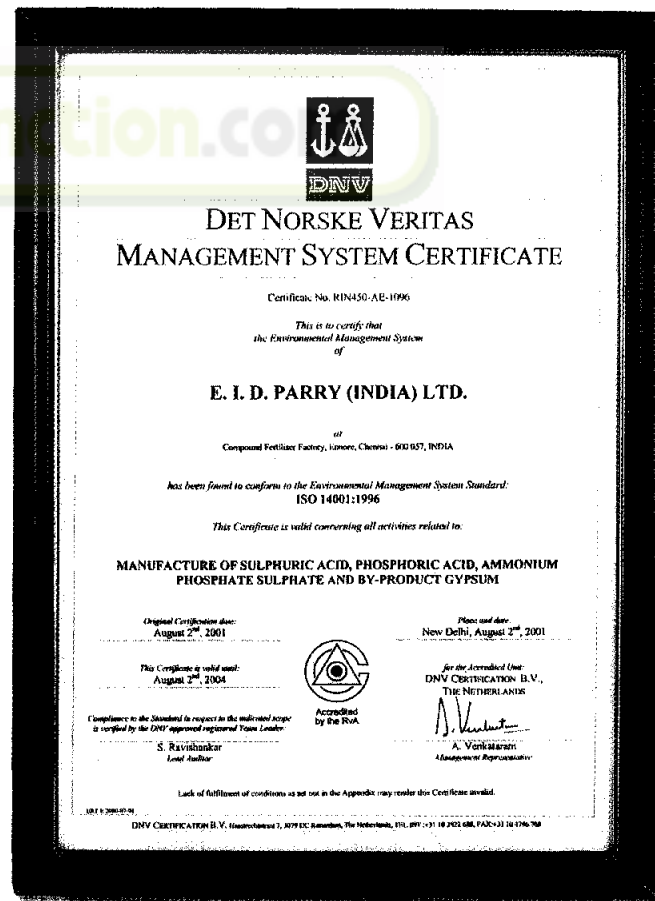 nction.co
DNV
DET NORSKE VERITAS
MANAGEMENT SYSTEM CERTIFICATE
Certificate No. RIN450-AE-1096
This is to certify that
the Environmental Management System
of
E. I. D. PARRY (INDIA) LTD.
at
Compound Fertiliser Factory, Ennore, Chennai - 600 057, INDIA
has been found to conform to the Environmental Management System Standard:
ISO 14001:1996
This Certificate is valid concerning all activities related to:
MANUFACTURE OF SULPHURIC ACID, PHOSPHORIC ACID, AMMONIUM
PHOSPHATE SULPHATE AND BY-PRODUCT GYPSUM
Original Certification date:
August 2nd, 2001
This Certificate is valid until:
August 2nd, 2004
Compliance to the Standard in respect to the indicated scope
is verified by the DNV approved registered Team Leader:
S. Ravishankar
Lead Auditor
Accredited
by the RvA
Place and date:
New Delhi, August 2nd, 2001
for the Accredited Unit:
DNV CERTIFICATION B.V.,
THE NETHERLANDS
A. Venkataram
Management Representative
Lack of fulfilment of conditions as set out in the Appendix may render this Certificate invalid.
DNV CERTIFICATION B.V. The Netherlands,